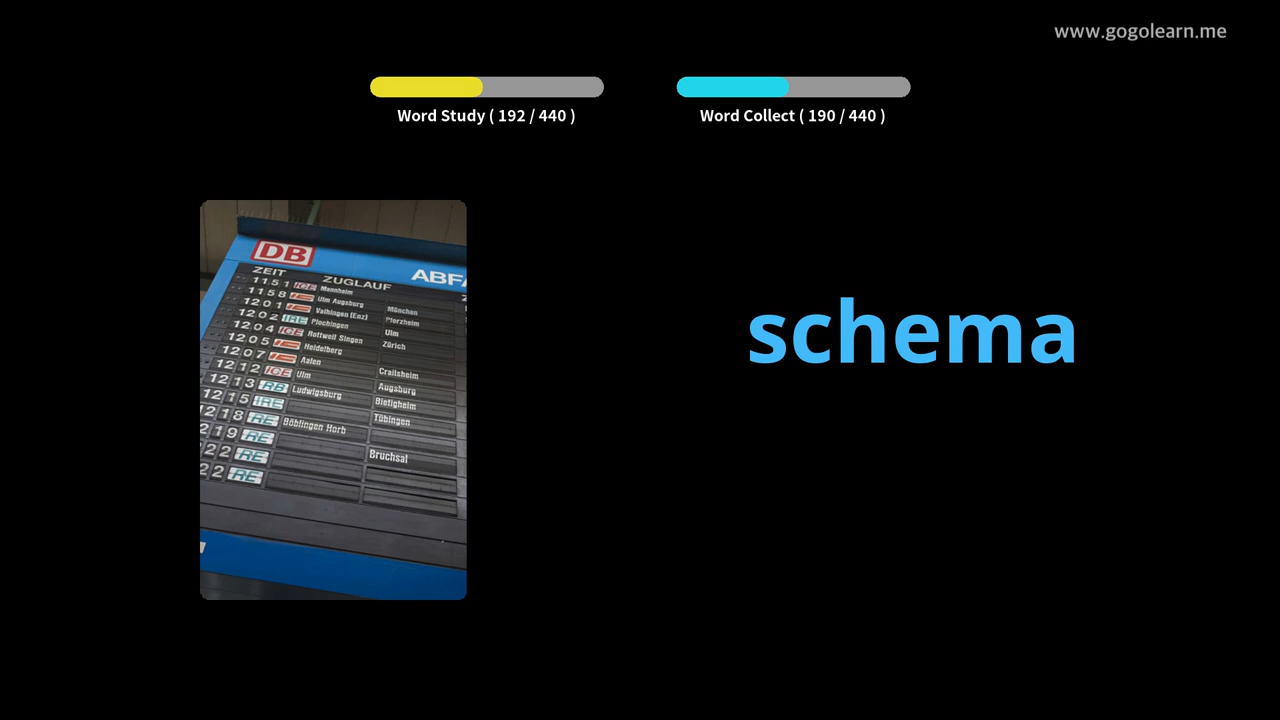 www.gogolearn.me
Word Study ( 192 / 440 )
Word Collect ( 190 / 440 )
schema
DB
ZEIT ZUGLAUF ABFA
1151 ICE Mannheim
1158 Ulm Augsburg München
1201 Vaihingen (Enz) Pforzheim
1202 IRE Plochingen Ulm
1204 ICE Rottweil Singen Zürich
1205 Heidelberg
1207 Aalen Crailsheim
1212 ICE Ulm Augsburg
1213 RB Ludwigsburg Bietigheim
1215 IRE Tübingen
218 RE Böblingen Horb
219 RE Bruchsal
22 RE
22 RE